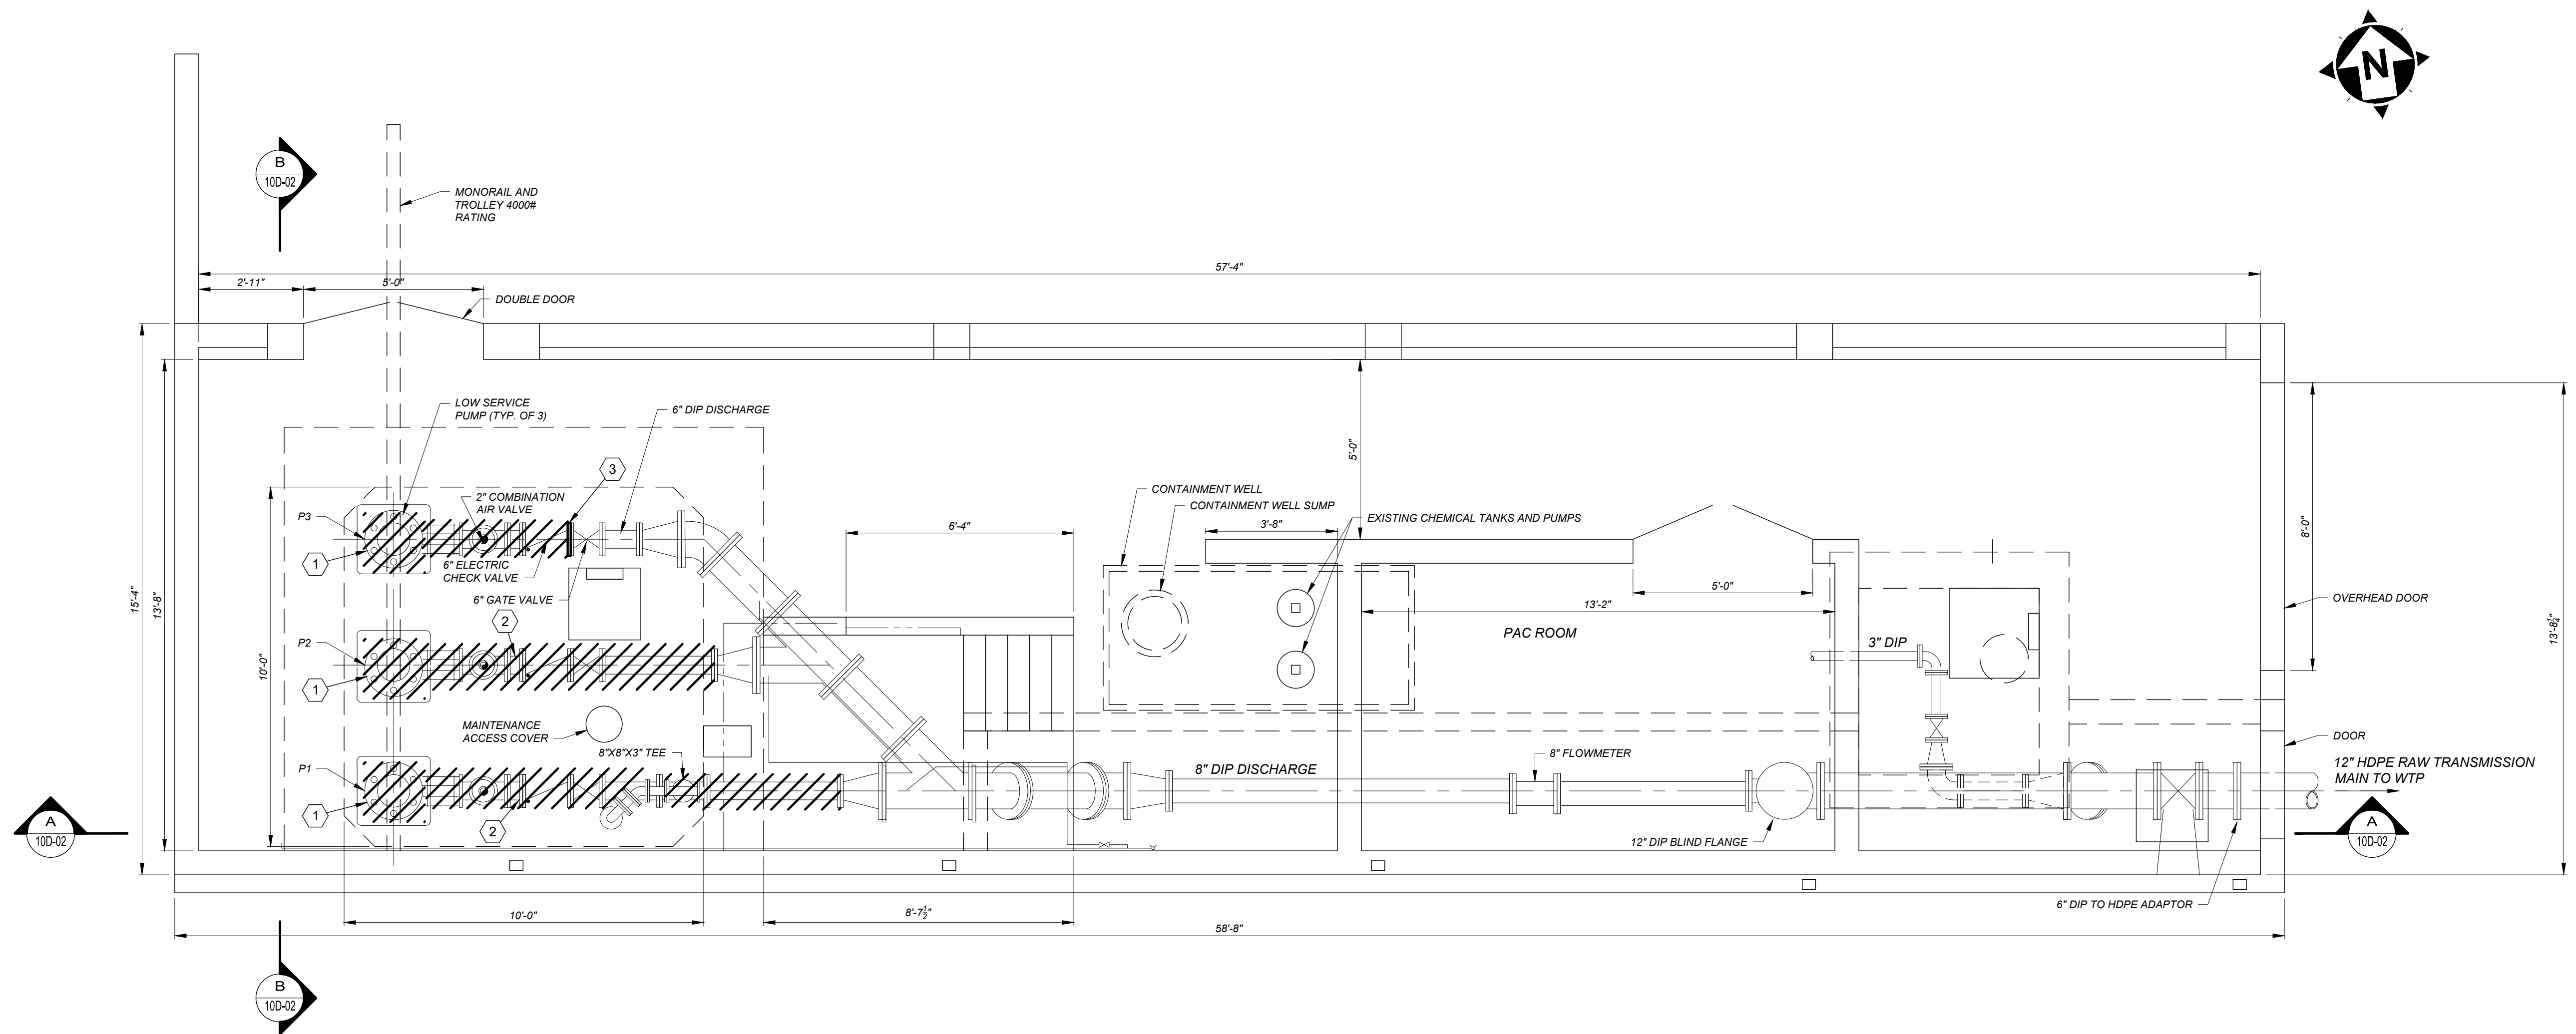 N
B
10D-02
MONORAIL AND
TROLLEY 4000#
RATING
57'-4"
2'-11"
5'-0"
DOUBLE DOOR
LOW SERVICE
PUMP (TYP. OF 3)
6" DIP DISCHARGE
3
2" COMBINATION
AIR VALVE
P3
1
6" ELECTRIC
CHECK VALVE
6" GATE VALVE
15'-4"
13'-8"
10'-0"
2
P2
1
MAINTENANCE
ACCESS COVER
8"X8"X3" TEE
P1
1
2
6'-4"
CONTAINMENT WELL
CONTAINMENT WELL SUMP
3'-8"
EXISTING CHEMICAL TANKS AND PUMPS
5'-0"
5'-0"
13'-2"
PAC ROOM
3" DIP
8'-0"
13'-8¼"
OVERHEAD DOOR
DOOR
8" DIP DISCHARGE
8" FLOWMETER
12" HDPE RAW TRANSMISSION
MAIN TO WTP
12" DIP BLIND FLANGE
A
10D-02
A
10D-02
6" DIP TO HDPE ADAPTOR
10'-0"
8'-7½"
58'-8"
B
10D-02